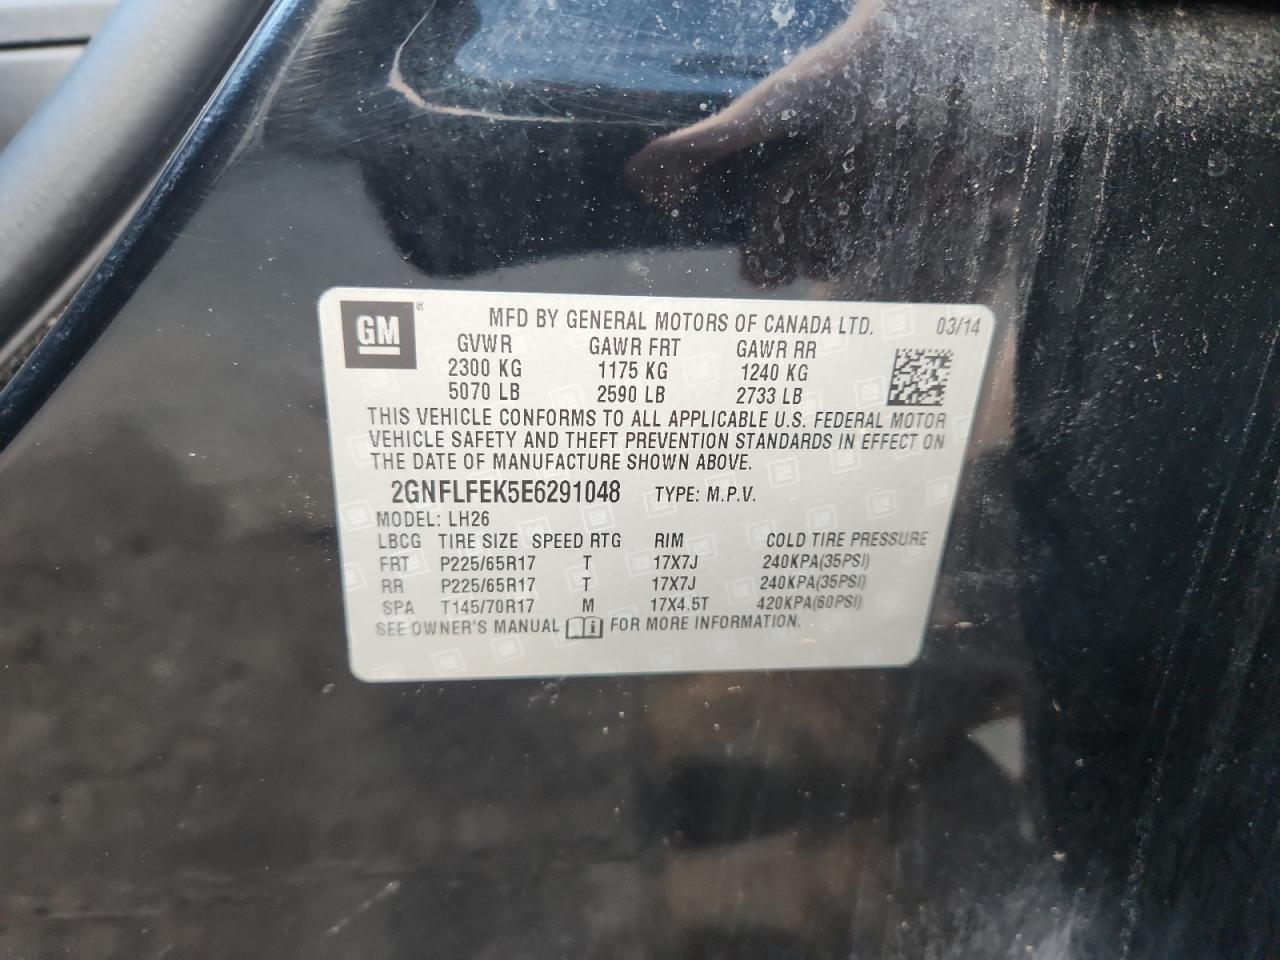 GM ® MFD BY GENERAL MOTORS OF CANADA LTD. 03/14
GVWR GAWR FRT GAWR RR
2300 KG 1175 KG 1240 KG
5070 LB 2590 LB 2733 LB
THIS VEHICLE CONFORMS TO ALL APPLICABLE U.S. FEDERAL MOTOR
VEHICLE SAFETY AND THEFT PREVENTION STANDARDS IN EFFECT ON
THE DATE OF MANUFACTURE SHOWN ABOVE.
2GNFLFEK5E6291048 TYPE: M.P.V.
MODEL: LH26
LBCG TIRE SIZE SPEED RTG RIM COLD TIRE PRESSURE
FRT P225/65R17 T 17X7J 240KPA(35PSI)
RR P225/65R17 T 17X7J 240KPA(35PSI)
SPA T145/70R17 M 17X4.5T 420KPA(60PSI)
SEE OWNER'S MANUAL i FOR MORE INFORMATION.